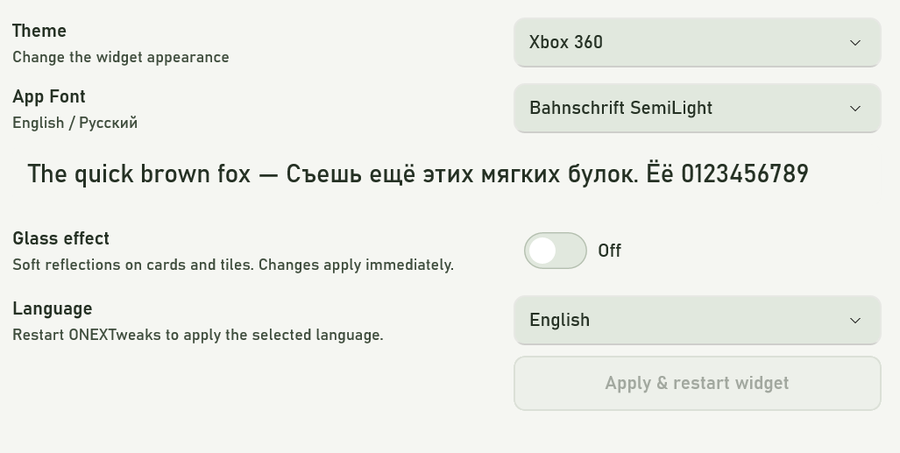 Theme
Change the widget appearance
Xbox 360
App Font
English / Русский
Bahnschrift SemiLight
The quick brown fox — Съешь ещё этих мягких булок. Ёё 0123456789
Glass effect
Soft reflections on cards and tiles. Changes apply immediately.
Off
Language
Restart ONEXTweaks to apply the selected language.
English
Apply & restart widget